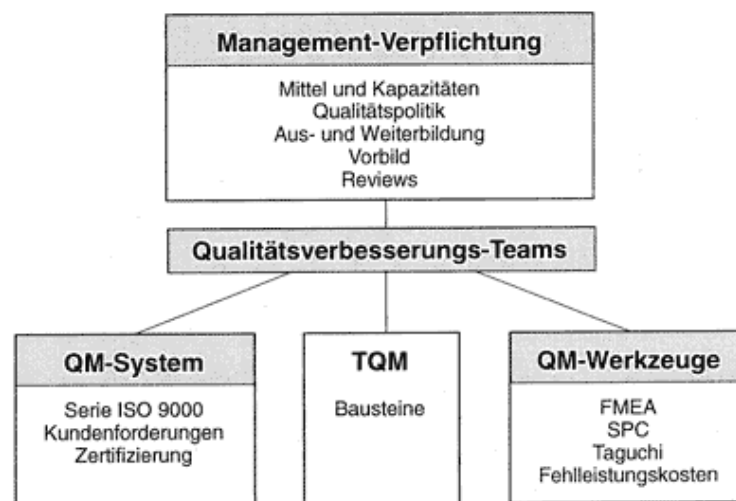 Management-Verpflichtung
Mittel und Kapazitäten
Qualitätspolitik
Aus- und Weiterbildung
Vorbild
Reviews
Qualitätsverbesserungs-Teams
QM-System
Serie ISO 9000
Kundenforderungen
Zertifizierung
TQM
Bausteine
QM-Werkzeuge
FMEA
SPC
Taguchi
Fehlleistungskosten